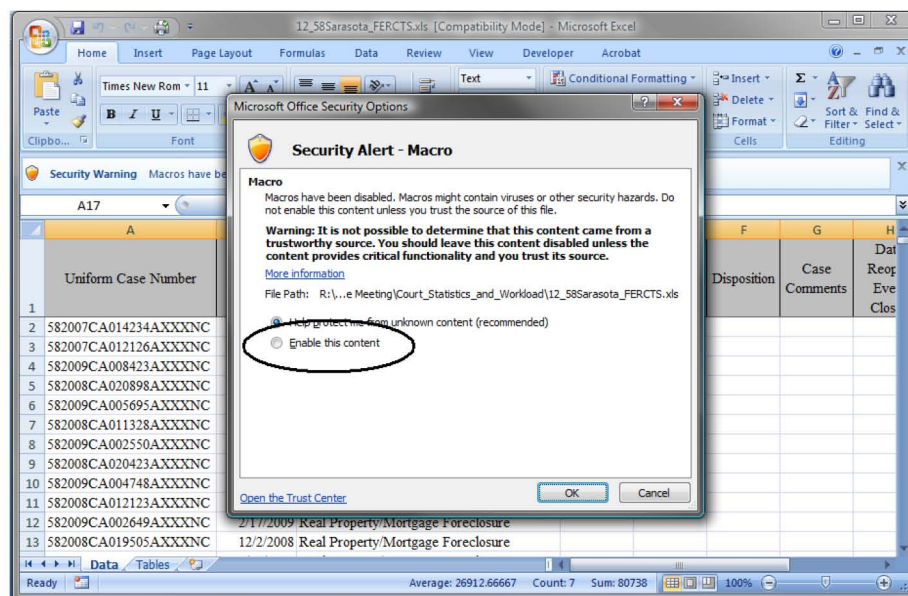 12_58Sarasota_FERCTS.xls [Compatibility Mode] - Microsoft Excel
Home Insert Page Layout Formulas Data Review View Developer Acrobat
Times New Rom 11
Text
Conditional Formatting
Insert
Delete
Format
Paste
B I U
Sort & Filter
Find & Select
Clipbo...
Font
Cells
Editing
Security Warning Macros have be
A17
Microsoft Office Security Options
Security Alert - Macro
Macro
Macros have been disabled. Macros might contain viruses or other security hazards. Do
not enable this content unless you trust the source of this file.
Warning: It is not possible to determine that this content came from a
trustworthy source. You should leave this content disabled unless the
content provides critical functionality and you trust its source.
More information
File Path: R:\...e Meeting\Court_Statistics_and_Workload\12_58Sarasota_FERCTS.xls
Help protect me from unknown content (recommended)
Enable this content
Open the Trust Center
OK
Cancel
A F G H
1 Uniform Case Number
Disposition
Case
Comments
Dat
Reop
Eve
Clos
2 582007CA014234AXXXNC
3 582007CA012126AXXXNC
4 582009CA008423AXXXNC
5 582008CA020898AXXXNC
6 582009CA005695AXXXNC
7 582008CA011328AXXXNC
8 582009CA002550AXXXNC
9 582008CA020423AXXXNC
10 582009CA004748AXXXNC
11 582008CA012123AXXXNC
12 582009CA002649AXXXNC 2/17/2009 Real Property/Mortgage Foreclosure
13 582008CA019505AXXXNC 12/2/2008 Real Property/Mortgage Foreclosure
Data Tables
Ready Average: 26912.66667 Count: 7 Sum: 80738 100%